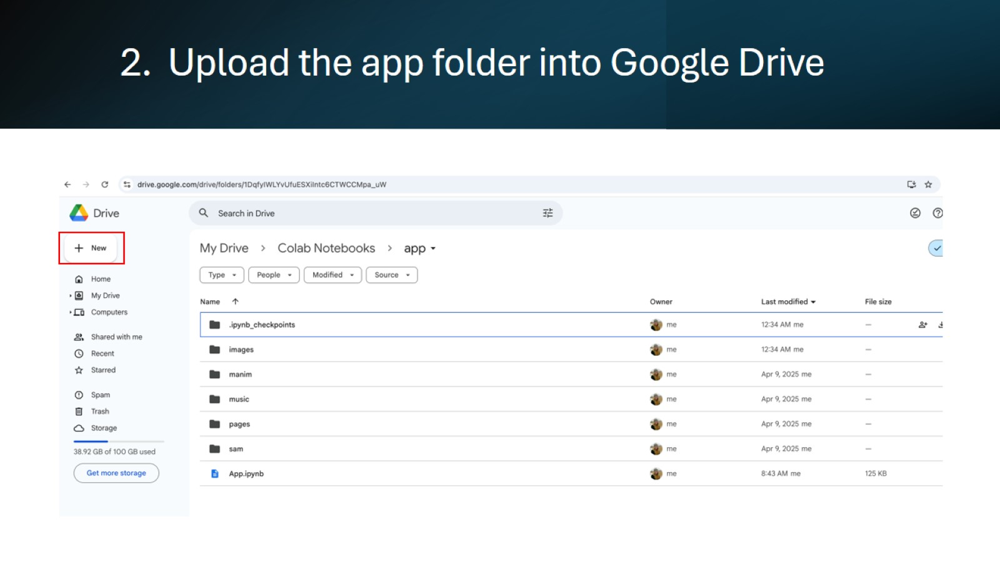 2. Upload the app folder into Google Drive
drive.google.com/drive/folders/1DqfyIWLYvUfuESXiIntc6CTWCCMpa_uW
Drive
Search in Drive
New
My Drive > Colab Notebooks > app
Type People Modified Source
Home
My Drive
Computers
Shared with me
Recent
Starred
Spam
Trash
Storage
38.92 GB of 100 GB used
Get more storage
Name Owner Last modified File size
.ipynb_checkpoints me 12:34 AM me —
images me 12:34 AM me —
manim me Apr 9, 2025 me —
music me Apr 9, 2025 me —
pages me Apr 9, 2025 me —
sam me Apr 9, 2025 me —
App.ipynb me 8:43 AM me 125 KB